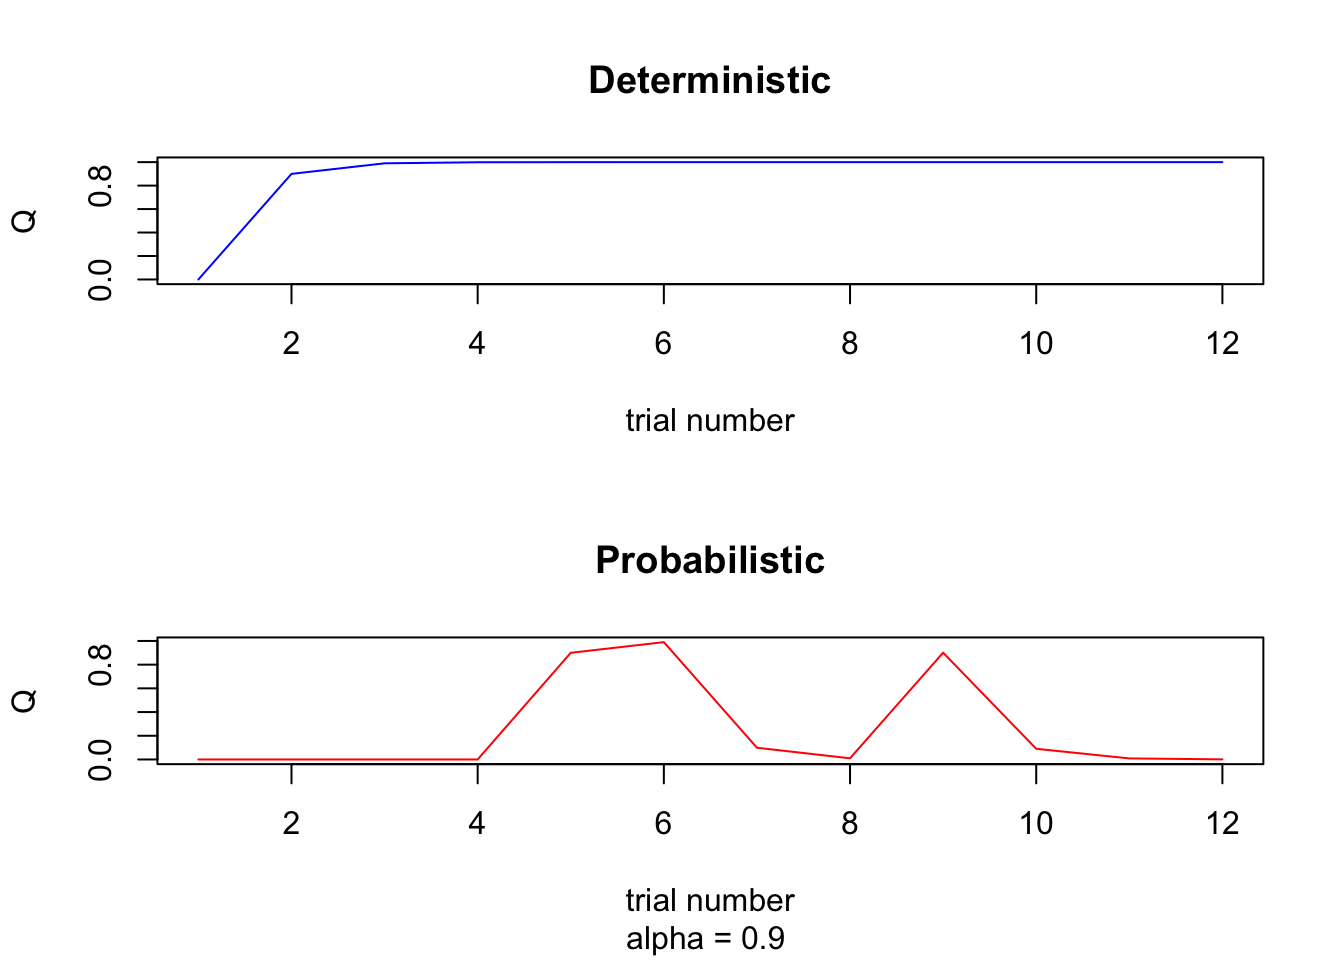 Deterministic
Q
0.8
0.0
2 4 6 8 10 12
trial number
Probabilistic
Q
0.8
0.0
2 4 6 8 10 12
trial number
alpha = 0.9